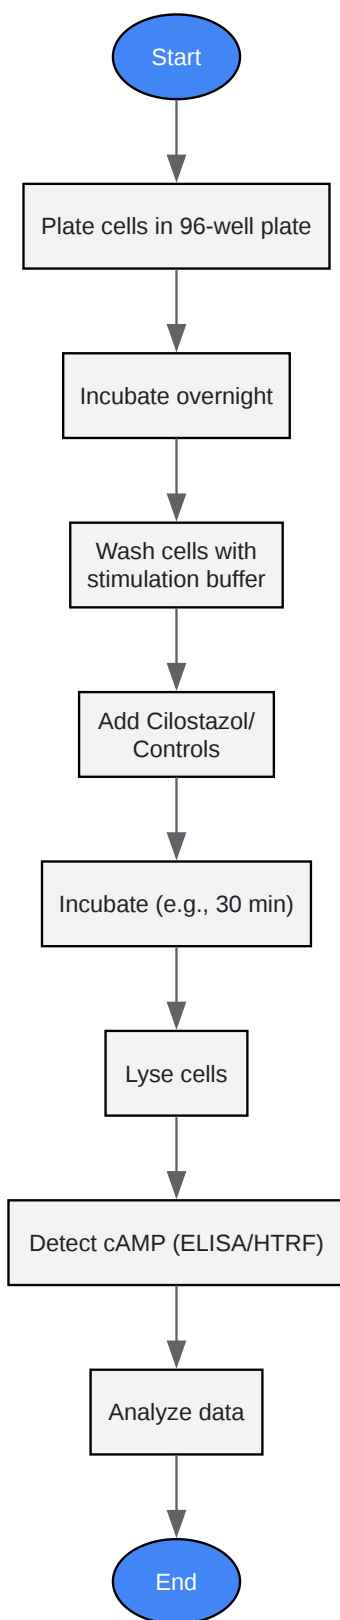 Start
Plate cells in 96-well plate
Incubate overnight
Wash cells with
stimulation buffer
Add Cilostazol/
Controls
Incubate (e.g., 30 min)
Lyse cells
Detect cAMP (ELISA/HTRF)
Analyze data
End